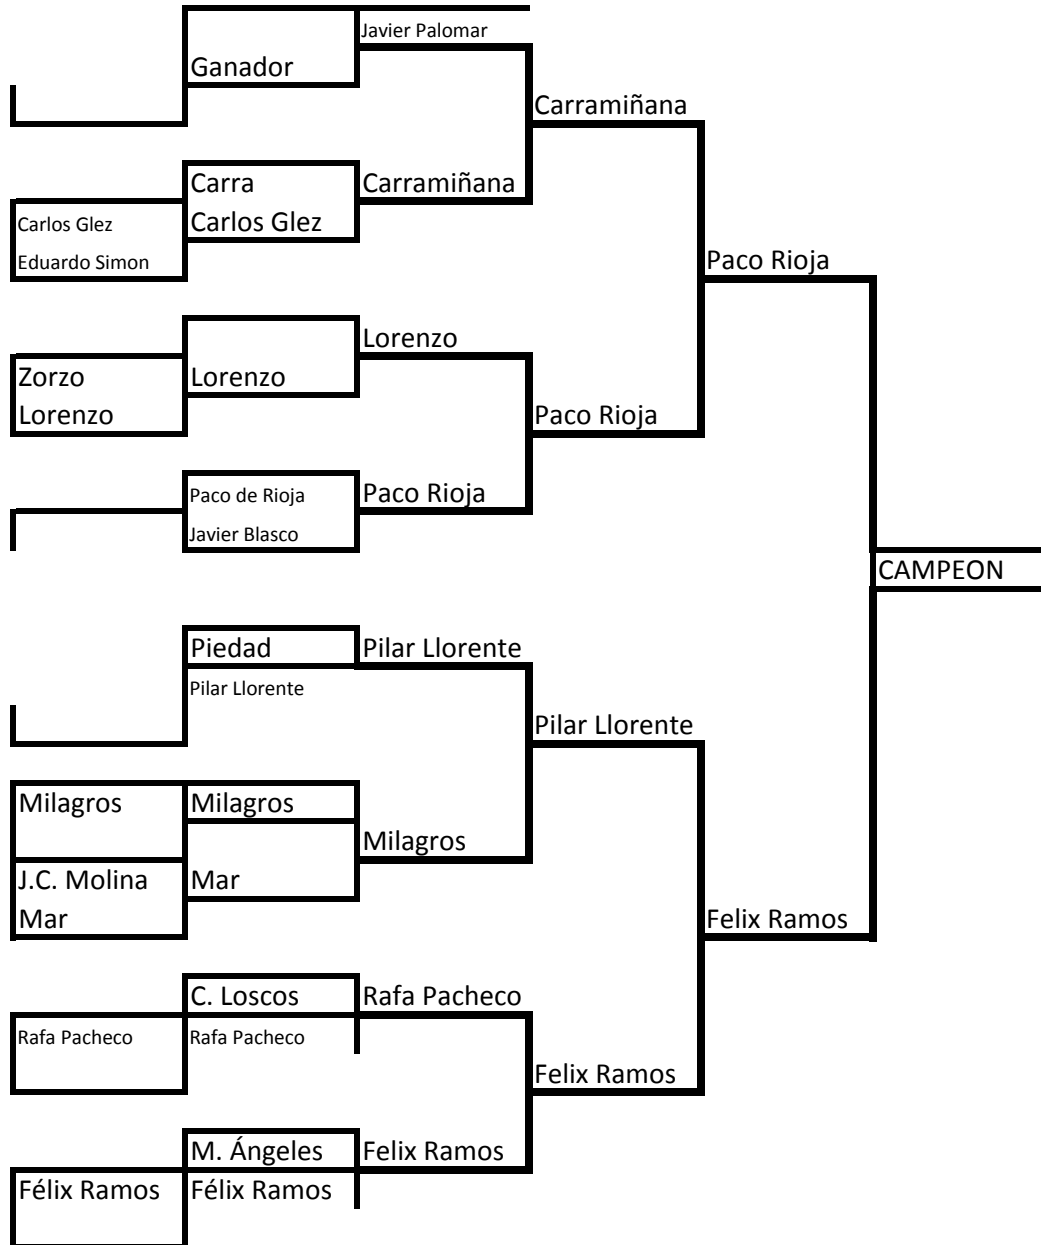 Javier Palomar
Ganador
Carramiñana
Carra
Carramiñana
Carlos Glez
Carlos Glez
Eduardo Simon
Paco Rioja
Lorenzo
Zorzo
Lorenzo
Lorenzo
Paco Rioja
Paco de Rioja
Paco Rioja
Javier Blasco
CAMPEON
Piedad
Pilar Llorente
Pilar Llorente
Pilar Llorente
Milagros
Milagros
Milagros
J.C. Molina
Mar
Mar
Felix Ramos
C. Loscos
Rafa Pacheco
Rafa Pacheco
Rafa Pacheco
Felix Ramos
M. Ángeles
Felix Ramos
Félix Ramos
Félix Ramos